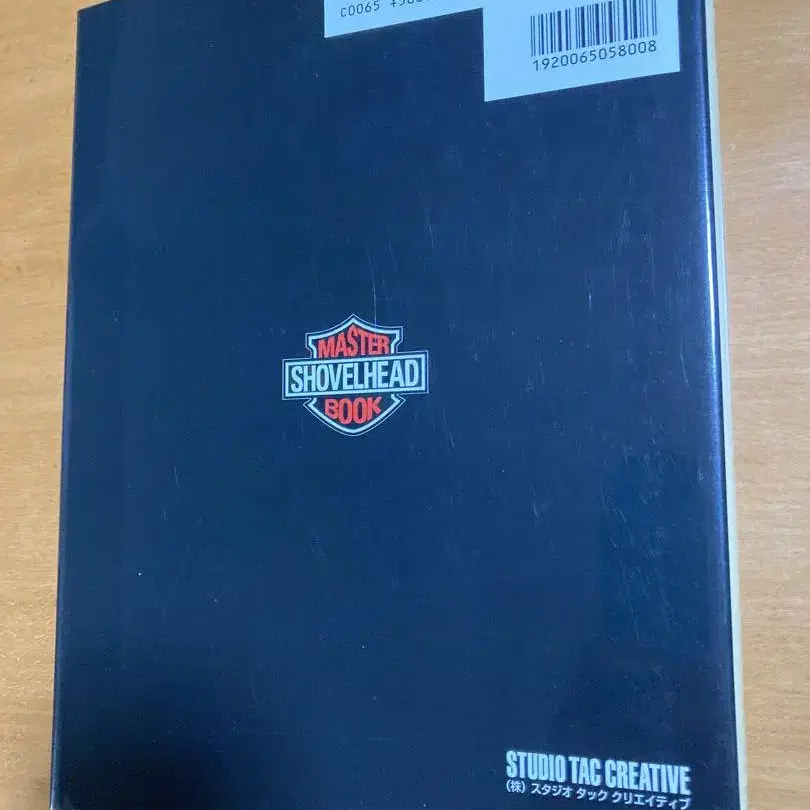 C0065
1920065058008
MASTER
SHOVELHEAD
BOOK
STUDIO TAC CREATIVE
(株)スタジオ タック クリエイティブ